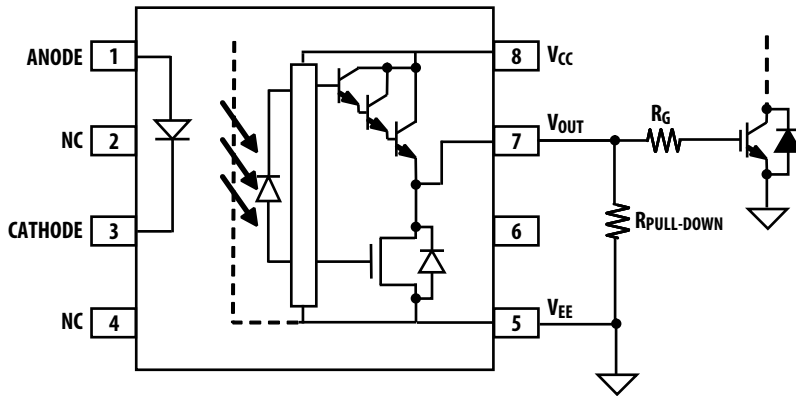 ANODE 1
NC 2
CATHODE 3
NC 4
8 VCC
7 VOUT
6
5 VEE
RG
RPULL-DOWN